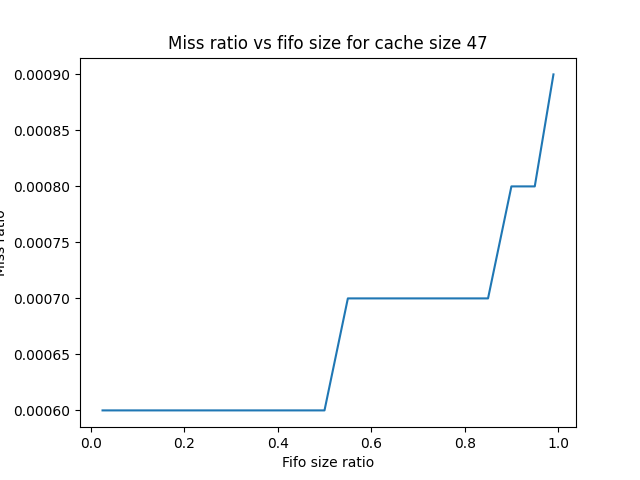 Miss ratio vs fifo size for cache size 47
0.00090
0.00085
0.00080
0.00075
0.00070
0.00065
0.00060
Miss ratio
0.0 0.2 0.4 0.6 0.8 1.0
Fifo size ratio